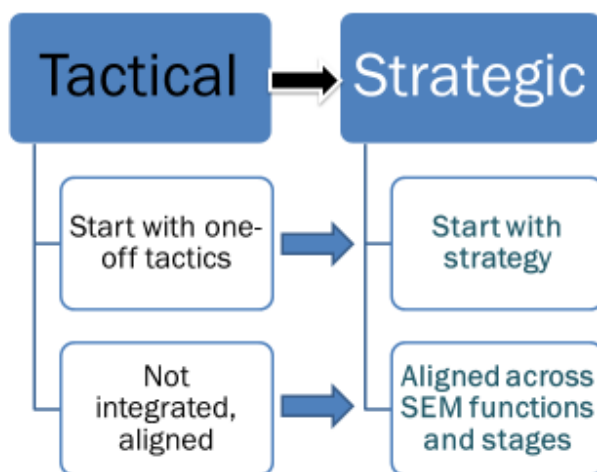 Tactical
Strategic
Start with one-
off tactics
Start with
strategy
Not
integrated,
aligned
Aligned across
SEM functions
and stages